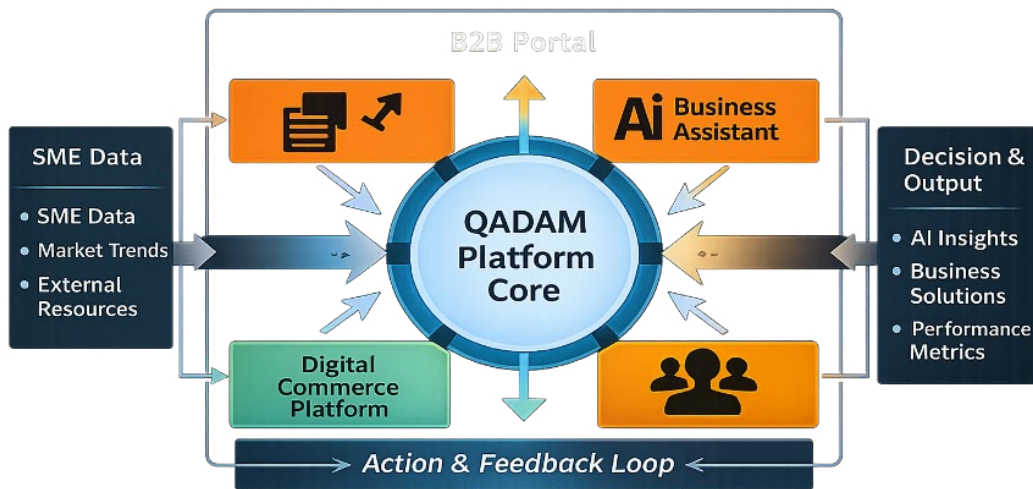 B2B Portal
SME Data
SME Data
Market Trends
External
Resources
Ai Business
Assistant
QADAM
Platform
Core
Digital
Commerce
Platform
Decision &
Output
AI Insights
Business
Solutions
Performance
Metrics
Action & Feedback Loop